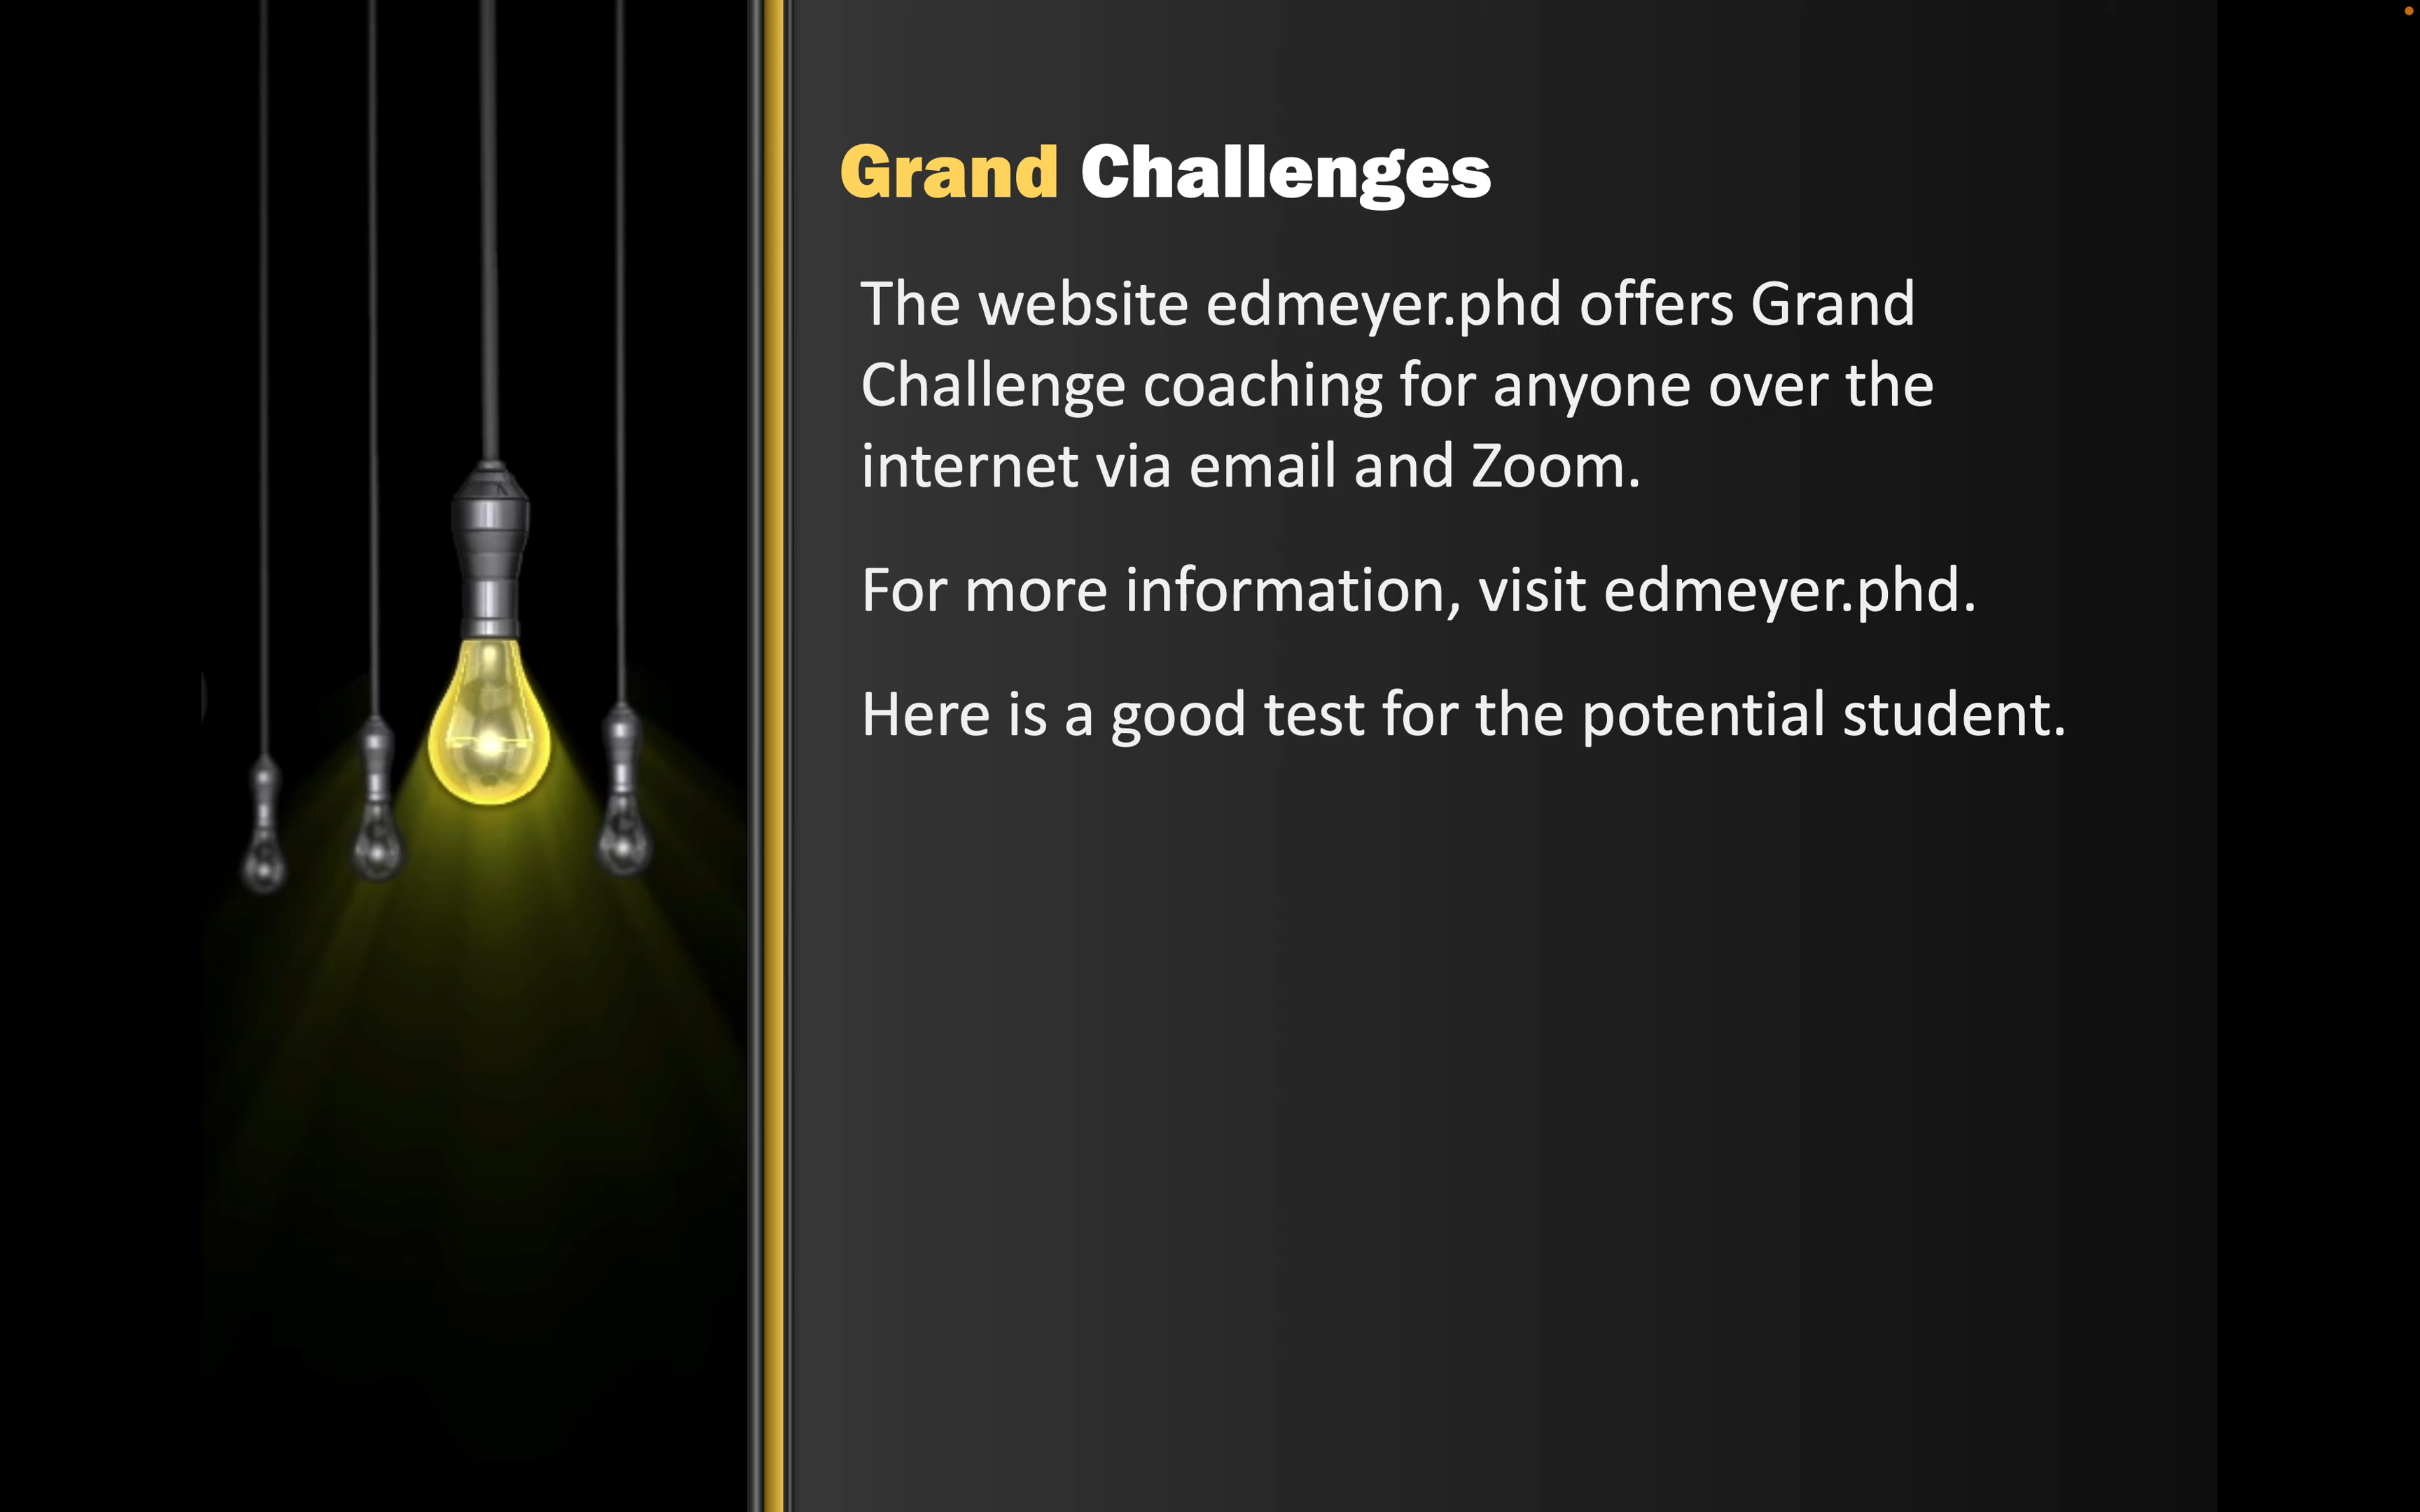 Grand Challenges
The website edmeyer.phd offers Grand
Challenge coaching for anyone over the
internet via email and Zoom.
For more information, visit edmeyer.phd.
Here is a good test for the potential student.